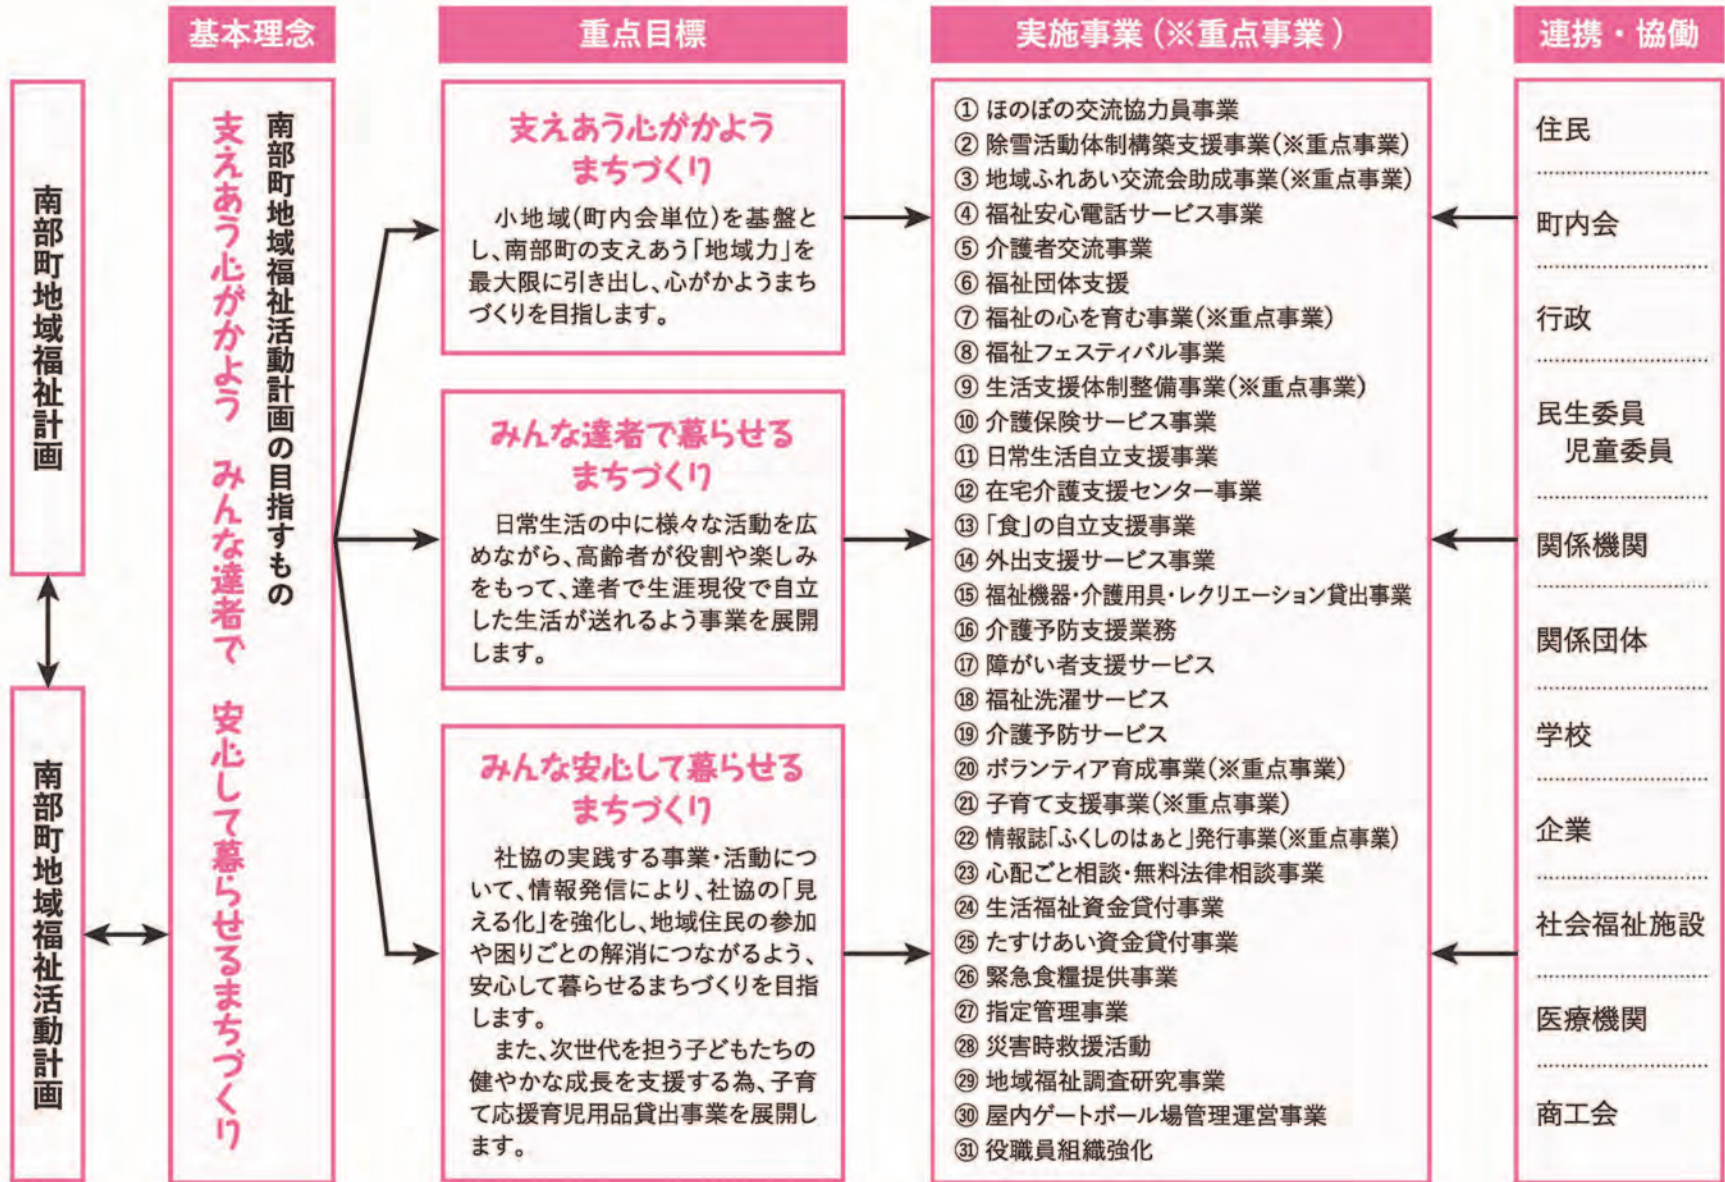 基本理念
重点目標
実施事業(※重点事業)
連携・協働
南部町地域福祉計画
南部町地域福祉活動計画
南部町地域福祉活動計画の目指すもの
支えあう心がかよう みんな達者で 安心して暮らせるまちづくり
支えあう心がかよう
まちづくり
小地域(町内会単位)を基盤と
し、南部町の支えあう「地域力」を
最大限に引き出し、心がかようまち
づくりを目指します。
みんな達者で暮らせる
まちづくり
日常生活の中に様々な活動を広
めながら、高齢者が役割や楽しみ
をもって、達者で生涯現役で自立
した生活が送れるよう事業を展開
します。
みんな安心して暮らせる
まちづくり
社協の実践する事業・活動につ
いて、情報発信により、社協の「見
える化」を強化し、地域住民の参加
や困りごとの解消につながるよう、
安心して暮らせるまちづくりを目指
します。
また、次世代を担う子どもたちの
健やかな成長を支援する為、子育
て応援育児用品貸出事業を展開し
ます。
① ほのぼの交流協力員事業
② 除雪活動体制構築支援事業(※重点事業)
③ 地域ふれあい交流会助成事業(※重点事業)
④ 福祉安心電話サービス事業
⑤ 介護者交流事業
⑥ 福祉団体支援
⑦ 福祉の心を育む事業(※重点事業)
⑧ 福祉フェスティバル事業
⑨ 生活支援体制整備事業(※重点事業)
⑩ 介護保険サービス事業
⑪ 日常生活自立支援事業
⑫ 在宅介護支援センター事業
⑬ 「食」の自立支援事業
⑭ 外出支援サービス事業
⑮ 福祉機器・介護用具・レクリエーション貸出事業
⑯ 介護予防支援業務
⑰ 障がい者支援サービス
⑱ 福祉洗濯サービス
⑲ 介護予防サービス
⑳ ボランティア育成事業(※重点事業)
㉑ 子育て支援事業(※重点事業)
㉒ 情報誌「ふくしのはぁと」発行事業(※重点事業)
㉓ 心配ごと相談・無料法律相談事業
㉔ 生活福祉資金貸付事業
㉕ たすけあい資金貸付事業
㉖ 緊急食糧提供事業
㉗ 指定管理事業
㉘ 災害時救援活動
㉙ 地域福祉調査研究事業
㉚ 屋内ゲートボール場管理運営事業
㉛ 役職員組織強化
住民
町内会
行政
民生委員
児童委員
関係機関
関係団体
学校
企業
社会福祉施設
医療機関
商工会